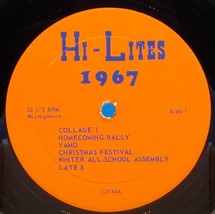 Hi-Lites
1967
33 1/3 RPM
Side 1
COLLAGE I
HOMECOMING RALLY
YAMO
CHRISTMAS FESTIVAL
WINTER ALL-SCHOOL ASSEMBLY
LATE 8